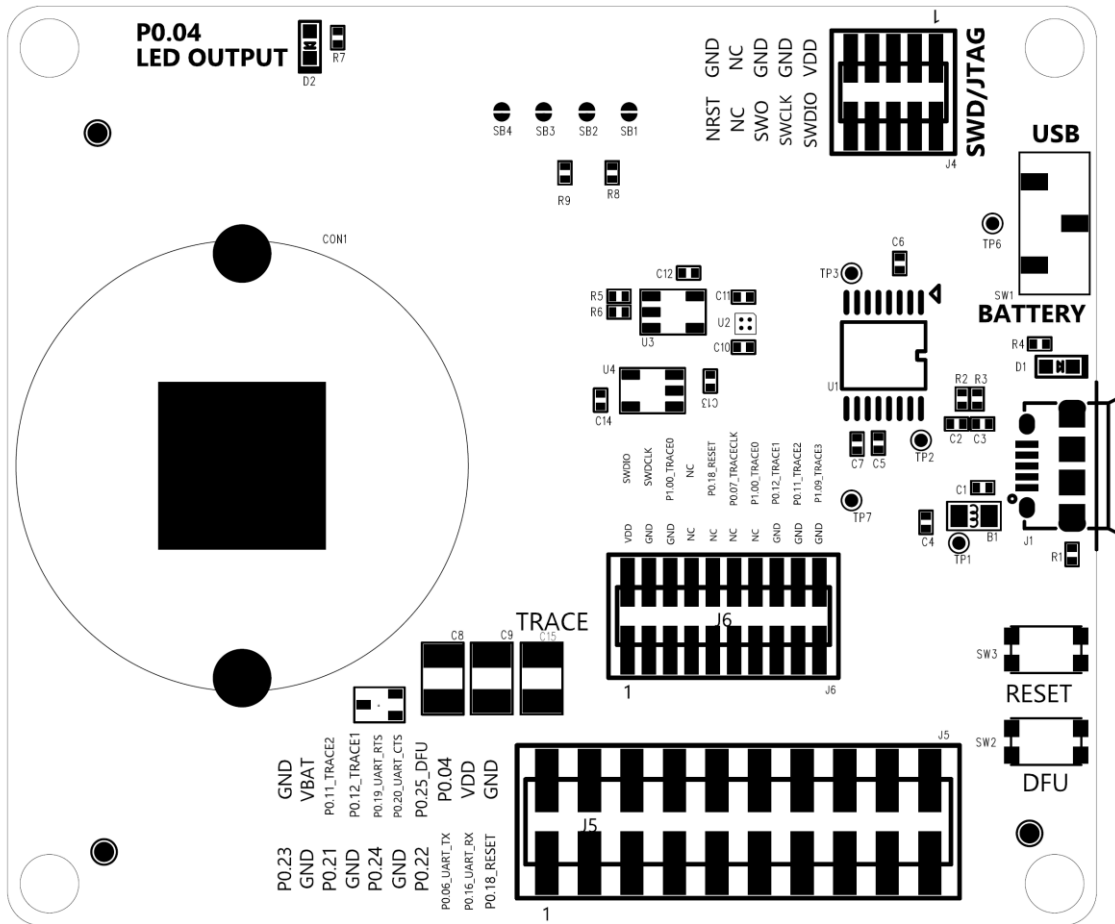 P0.04
LED OUTPUT
D2
R7
SB4
SB3
SB2
SB1
R9
R8
GND
NC
GND
GND
VDD
NRST
NC
SWO
SWCLK
SWDIO
1
SWD/JTAG
J4
USB
TP6
SW1
BATTERY
CON1
C6
TP3
C12
R5
R6
U3
C11
U2
C10
U4
C13
C14
U1
R4
D1
R2
R3
C2
C3
C7
C5
TP2
TP7
C1
B1
C4
TP1
J1
R1
SWDIO
SWDCLK
P1.00_TRACE0
NC
P0.18_RESET
P0.07_TRACECLK
P1.00_TRACE0
P0.12_TRACE1
P0.11_TRACE2
P1.09_TRACE3
VDD
GND
GND
NC
NC
NC
NC
GND
GND
GND
TRACE
J6
1
J6
C8
C9
C15
SW3
RESET
SW2
DFU
GND
VBAT
P0.11_TRACE2
P0.12_TRACE1
P0.19_UART_RTS
P0.20_UART_CTS
P0.25_DFU
P0.04
VDD
GND
P0.23
GND
P0.21
GND
P0.24
GND
P0.22
P0.06_UART_TX
P0.16_UART_RX
P0.18_RESET
J5
J5
1